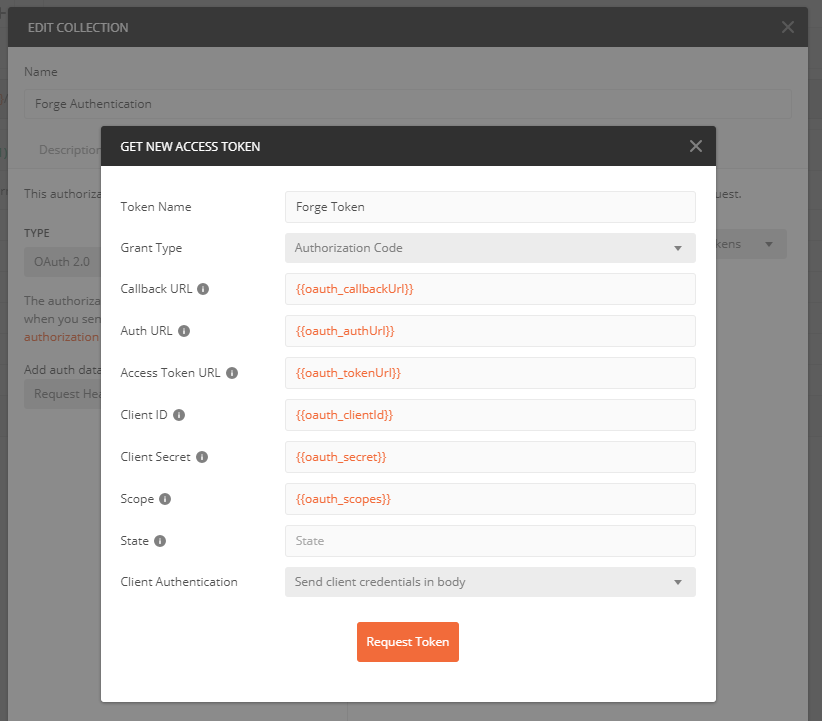 EDIT COLLECTION
Name
Forge Authentication
GET NEW ACCESS TOKEN
Token Name
Forge Token
Grant Type
Authorization Code
Callback URL
{{oauth_callbackUrl}}
Auth URL
{{oauth_authUrl}}
Access Token URL
{{oauth_tokenUrl}}
Client ID
{{oauth_clientId}}
Client Secret
{{oauth_secret}}
Scope
{{oauth_scopes}}
State
State
Client Authentication
Send client credentials in body
Request Token
Description
This authoriza
uest.
TYPE
OAuth 2.0
kens
The authoriza
when you sen
authorization
Add auth data
Request Hea